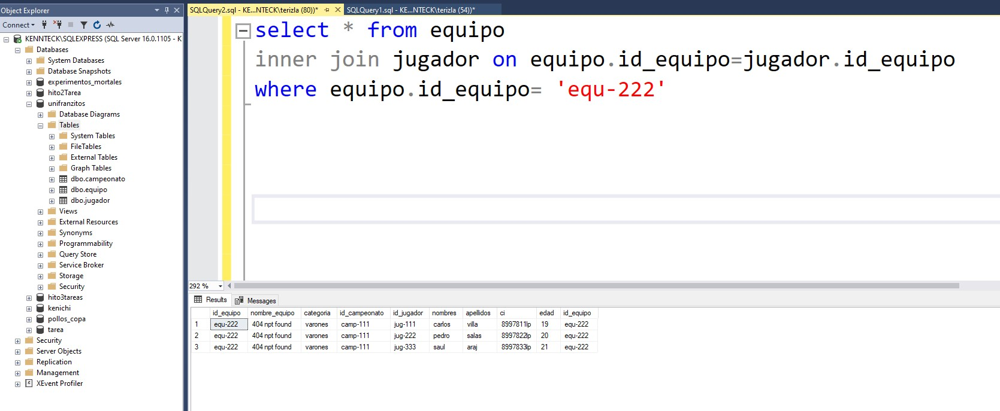 Object Explorer
Connect
KENNTECK\SQLEXPRESS (SQL Server 16.0.1105 - K
Databases
System Databases
Database Snapshots
experimentos_mortales
hito2Tarea
unifranzitos
Database Diagrams
Tables
System Tables
FileTables
External Tables
Graph Tables
dbo.campeonato
dbo.equipo
dbo.jugador
Views
External Resources
Synonyms
Programmability
Query Store
Service Broker
Storage
Security
hito3tareas
kenichi
pollos_copa
tarea
Security
Server Objects
Replication
Management
XEvent Profiler
SQLQuery2.sql - KE...NTECK\terizla (80))* SQLQuery1.sql - KE...NTECK\terizla (54))*
select * from equipo
inner join jugador on equipo.id_equipo=jugador.id_equipo
where equipo.id_equipo= 'equ-222'
292 %
Results Messages
id_equipo nombre_equipo categoria id_campeonato id_jugador nombres apellidos ci edad id_equipo
1 equ-222 404 npt found varones camp-111 jug-111 carlos villa 8997811lp 19 equ-222
2 equ-222 404 npt found varones camp-111 jug-222 pedro salas 8997822lp 20 equ-222
3 equ-222 404 npt found varones camp-111 jug-333 saul araj 8997833lp 21 equ-222